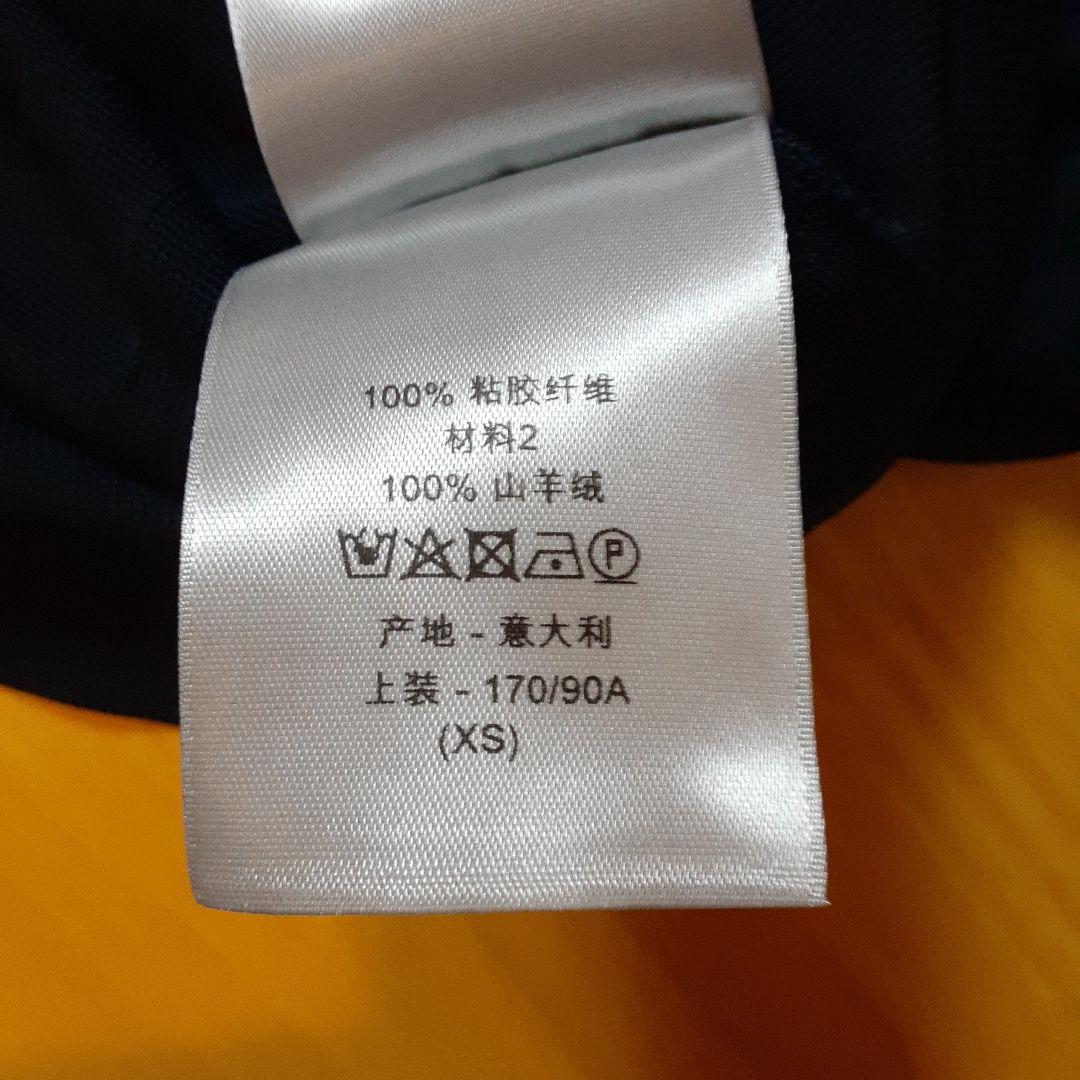 100% 粘胶纤维
材料2
100% 山羊绒
P
产地 - 意大利
上装 - 170/90A
(XS)